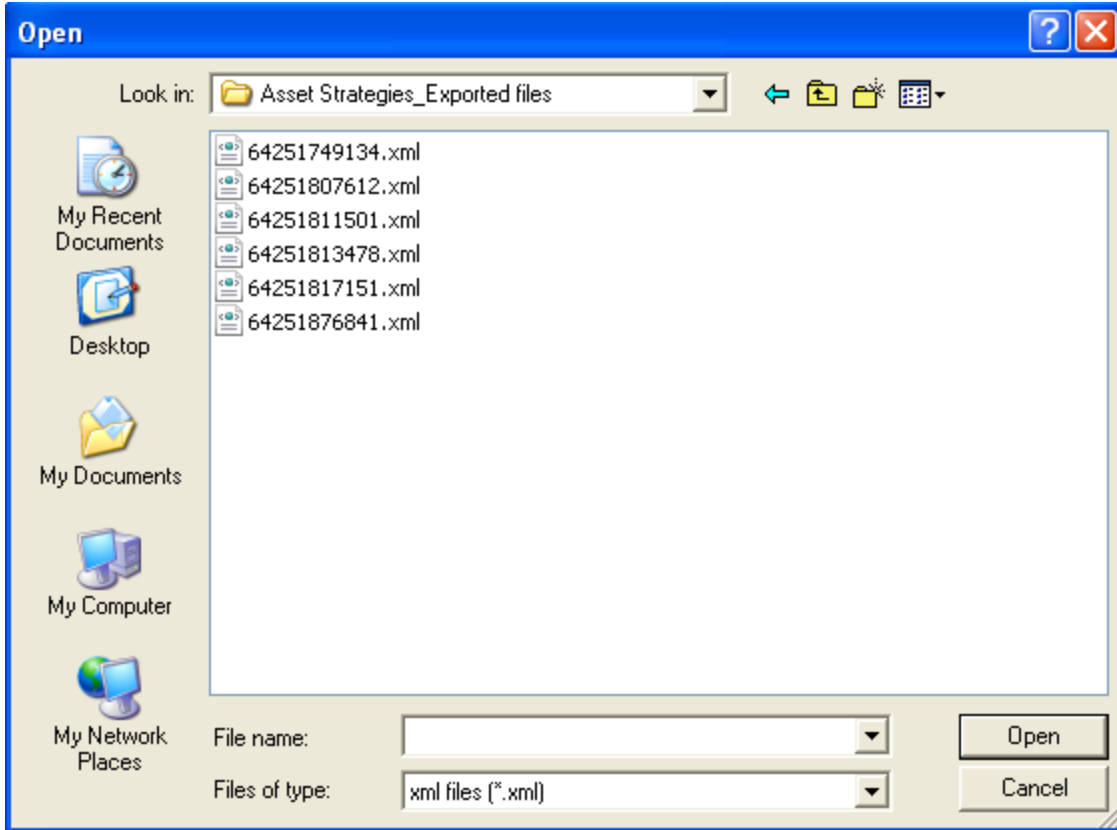 Open
Look in: Asset Strategies_Exported files
64251749134.xml
64251807612.xml
64251811501.xml
64251813478.xml
64251817151.xml
64251876841.xml
My Recent
Documents
Desktop
My Documents
My Computer
My Network
Places
File name:
Open
Files of type: xml files (*.xml)
Cancel